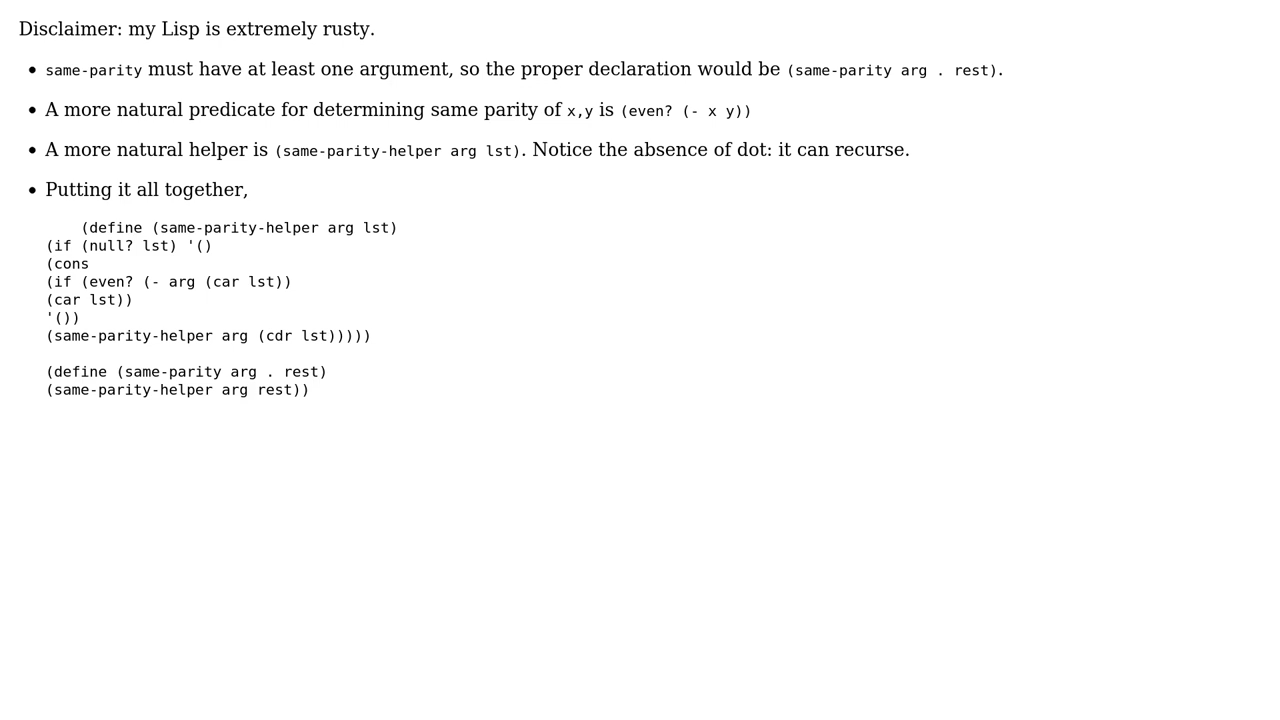 Disclaimer: my Lisp is extremely rusty.
• same-parity must have at least one argument, so the proper declaration would be (same-parity arg . rest).
• A more natural predicate for determining same parity of x,y is (even? (- x y))
• A more natural helper is (same-parity-helper arg lst). Notice the absence of dot: it can recurse.
• Putting it all together,
(define (same-parity-helper arg lst)
(if (null? lst) '()
(cons
(if (even? (- arg (car lst))
(car lst))
'())
(same-parity-helper arg (cdr lst)))))

(define (same-parity arg . rest)
(same-parity-helper arg rest))